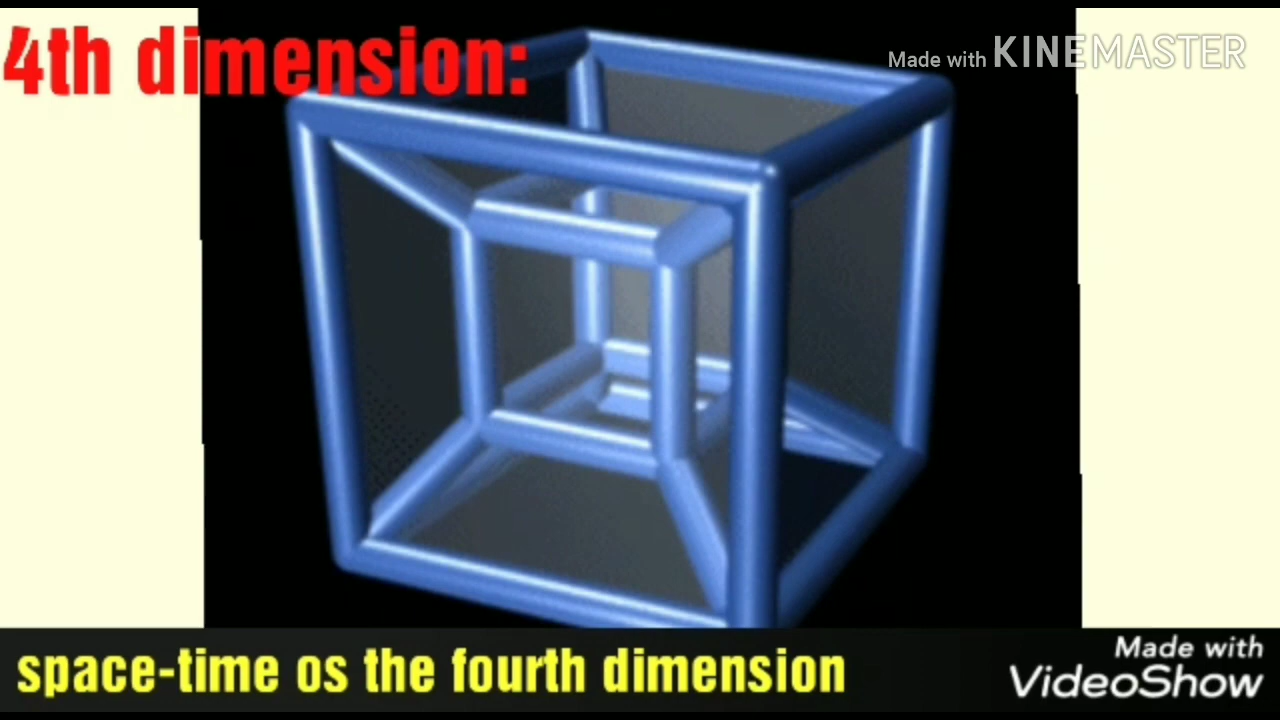 4th dimension:
Made with KINEMASTER
space-time os the fourth dimension
Made with
VideoShow